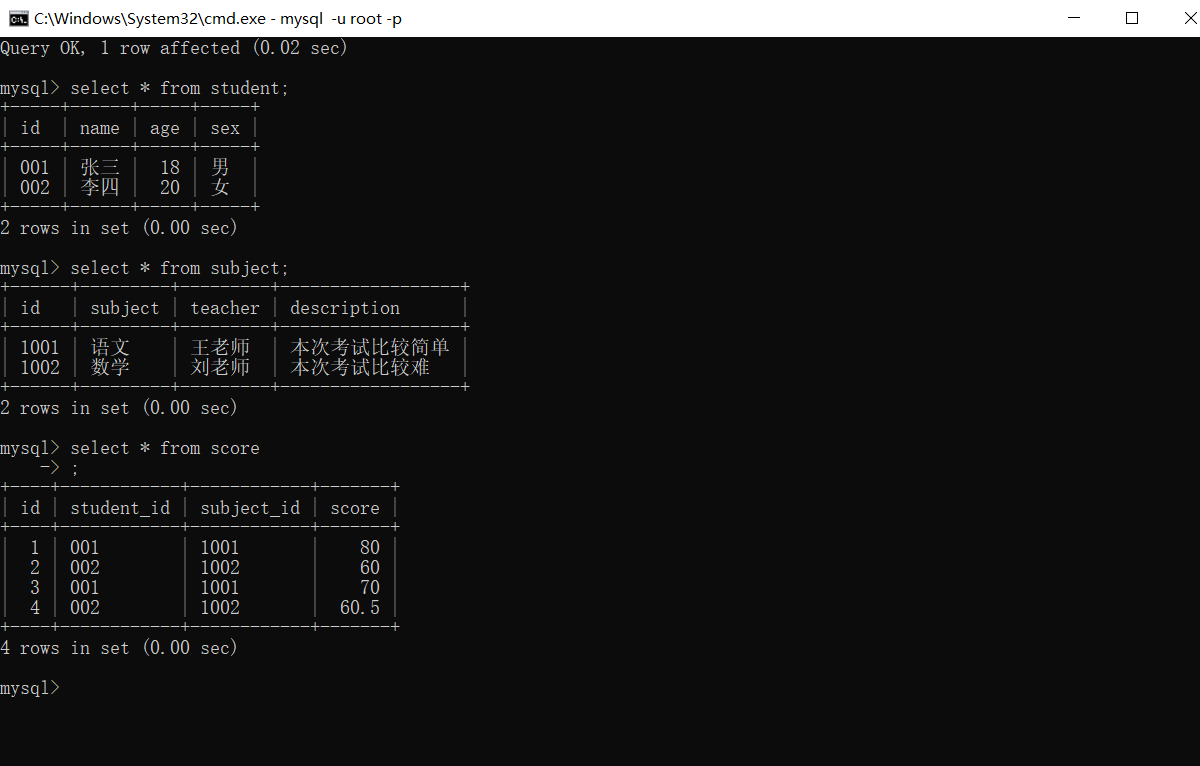 C:\Windows\System32\cmd.exe - mysql  -u root -p
Query OK, 1 row affected (0.02 sec)
mysql> select * from student;
+-----+------+-----+-----+
| id  | name | age | sex |
+-----+------+-----+-----+
| 001 | 张三 |  18 | 男  |
| 002 | 李四 |  20 | 女  |
+-----+------+-----+-----+
2 rows in set (0.00 sec)
mysql> select * from subject;
+------+---------+---------+------------------+
| id   | subject | teacher | description      |
+------+---------+---------+------------------+
| 1001 | 语文    | 王老师  | 本次考试比较简单 |
| 1002 | 数学    | 刘老师  | 本次考试比较难   |
+------+---------+---------+------------------+
2 rows in set (0.00 sec)
mysql> select * from score
    -> ;
+----+------------+------------+-------+
| id | student_id | subject_id | score |
+----+------------+------------+-------+
|  1 | 001        | 1001       |    80 |
|  2 | 002        | 1002       |    60 |
|  3 | 001        | 1001       |    70 |
|  4 | 002        | 1002       |  60.5 |
+----+------------+------------+-------+
4 rows in set (0.00 sec)
mysql>